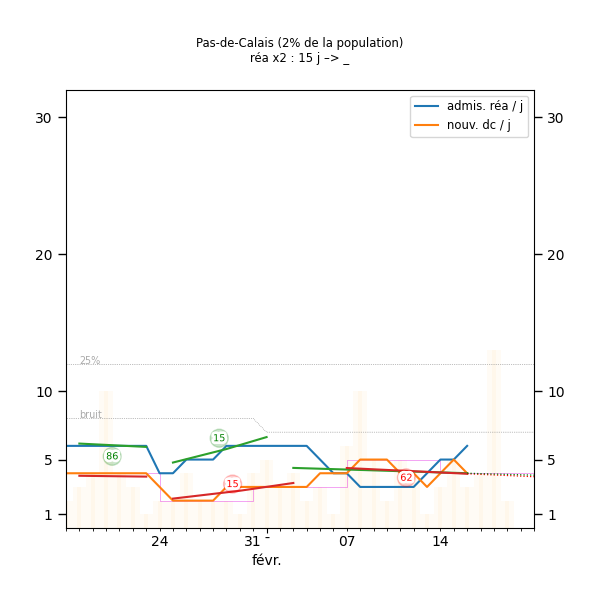 Pas-de-Calais (2% de la population)
réa x2 : 15 j –> _
admis. réa / j
nouv. dc / j
30 30
20 20
25%
10 10
bruit
15
86
5 5
62
15
1 1
24 31 - 07 14
févr.